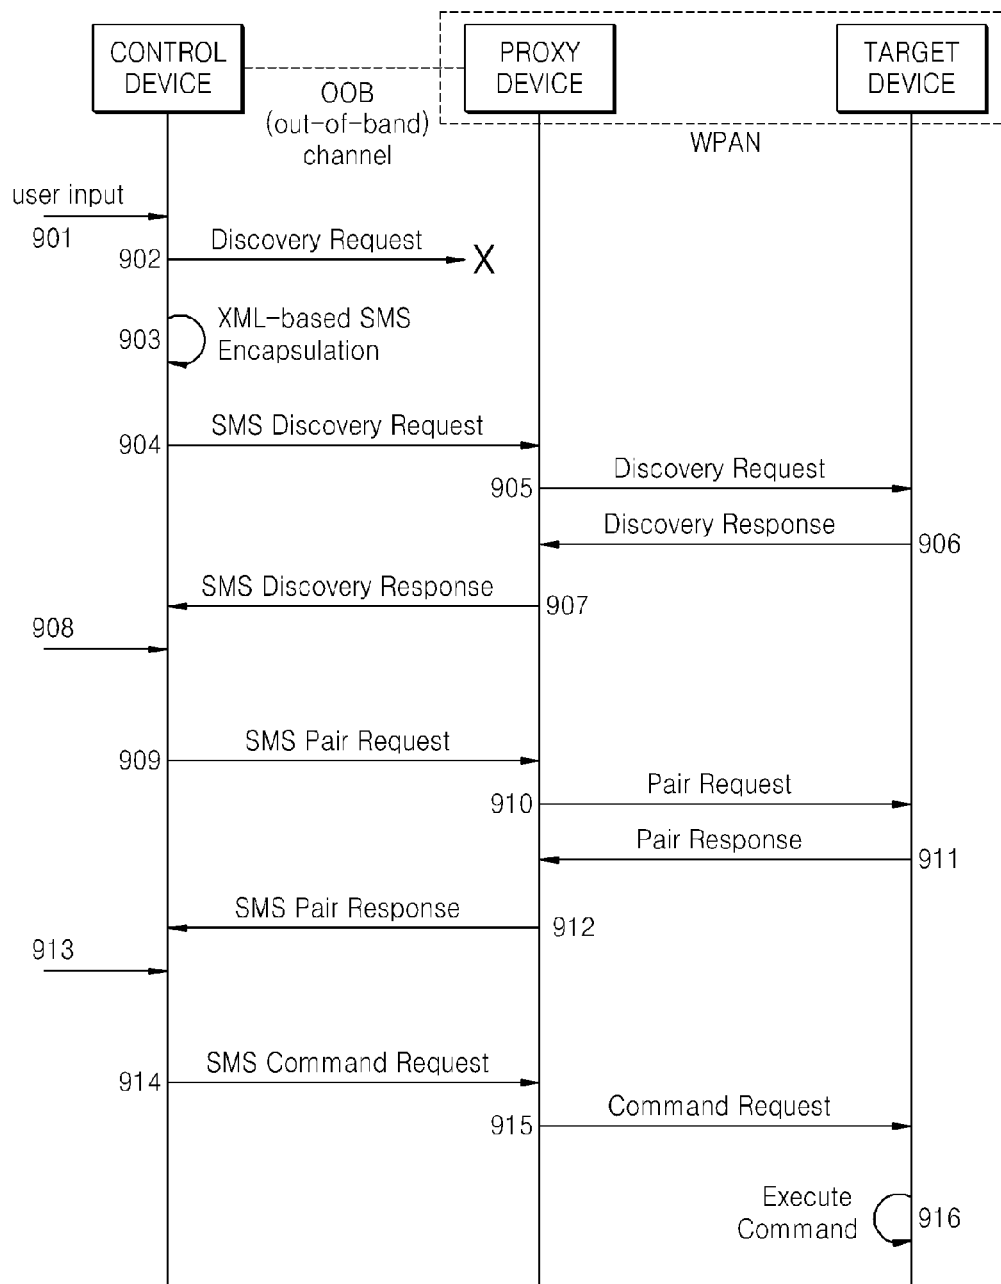 CONTROL
DEVICE
PROXY
DEVICE
TARGET
DEVICE
OOB
(out-of-band)
channel
WPAN
user input
901
902
Discovery Request
X
903
XML-based SMS
Encapsulation
904
SMS Discovery Request
905
Discovery Request
Discovery Response
906
SMS Discovery Response
907
908
909
SMS Pair Request
910
Pair Request
Pair Response
911
SMS Pair Response
912
913
914
SMS Command Request
915
Command Request
Execute
Command
916